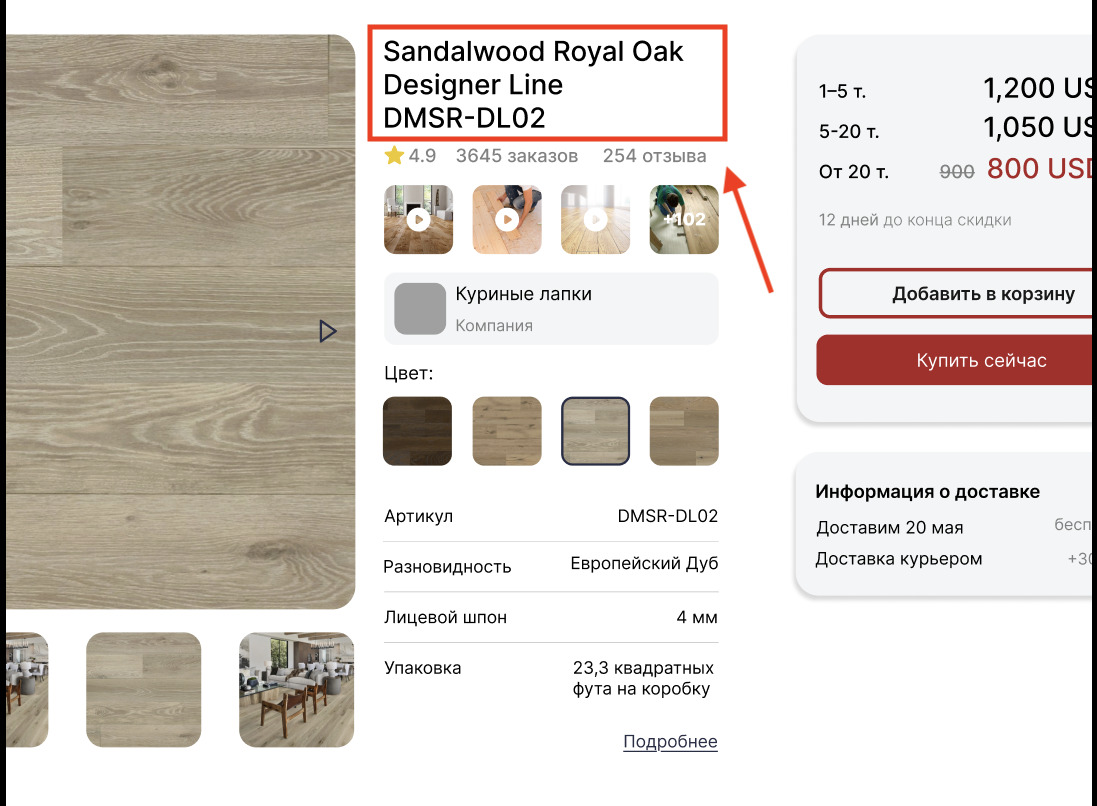 Sandalwood Royal Oak
Designer Line
DMSR-DL02
4.9 3645 заказов 254 отзыва
+102
Куриные лапки
Компания
Цвет:
Артикул DMSR-DL02
Разновидность Европейский Дуб
Лицевой шпон 4 мм
Упаковка 23,3 квадратных
фута на коробку
Подробнее
1–5 т. 1,200 US
5-20 т. 1,050 US
От 20 т. 900 800 USD
12 дней до конца скидки
Добавить в корзину
Купить сейчас
Информация о доставке
Доставим 20 мая бесп
Доставка курьером +30